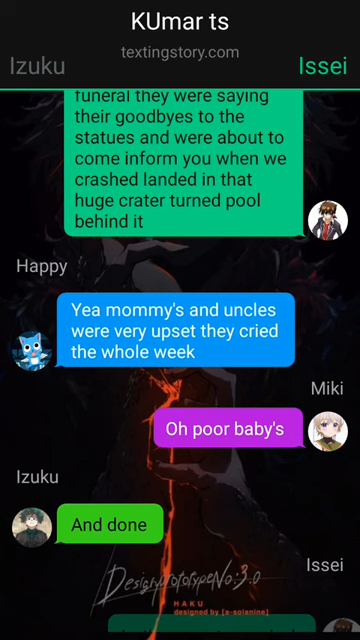 KUmar ts
textingstory.com
Izuku
Issei
funeral they were saying
their goodbyes to the
statues and were about to
come inform you when we
crashed landed in that
huge crater turned pool
behind it
Happy
Yea mommy's and uncles
were very upset they cried
the whole week
Miki
Oh poor baby's
Izuku
And done
Issei
DesignprototypeNo:3.0
HAKU
designed by [a-solanine]